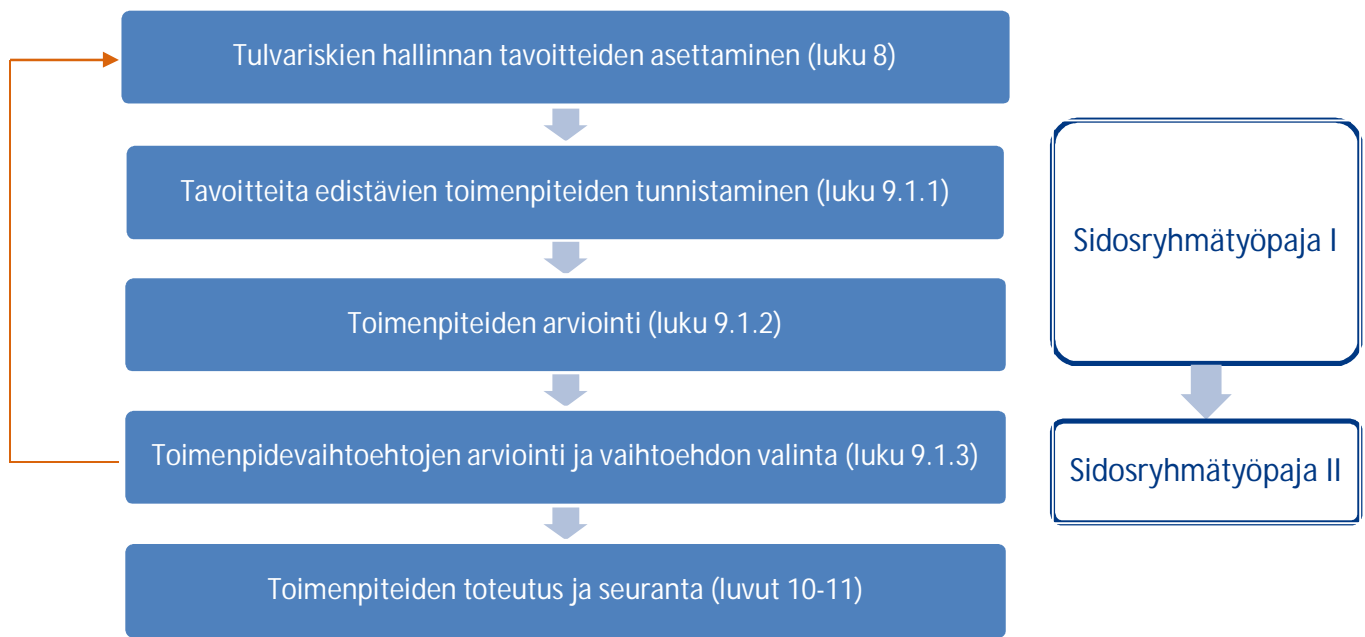 Tulvariskien hallinnan tavoitteiden asettaminen (luku 8)
Tavoitteita edistävien toimenpiteiden tunnistaminen (luku 9.1.1)
Toimenpiteiden arviointi (luku 9.1.2)
Toimenpidevaihtoehtojen arviointi ja vaihtoehdon valinta (luku 9.1.3)
Toimenpiteiden toteutus ja seuranta (luvut 10-11)
Sidosryhmätyöpaja I
Sidosryhmätyöpaja II